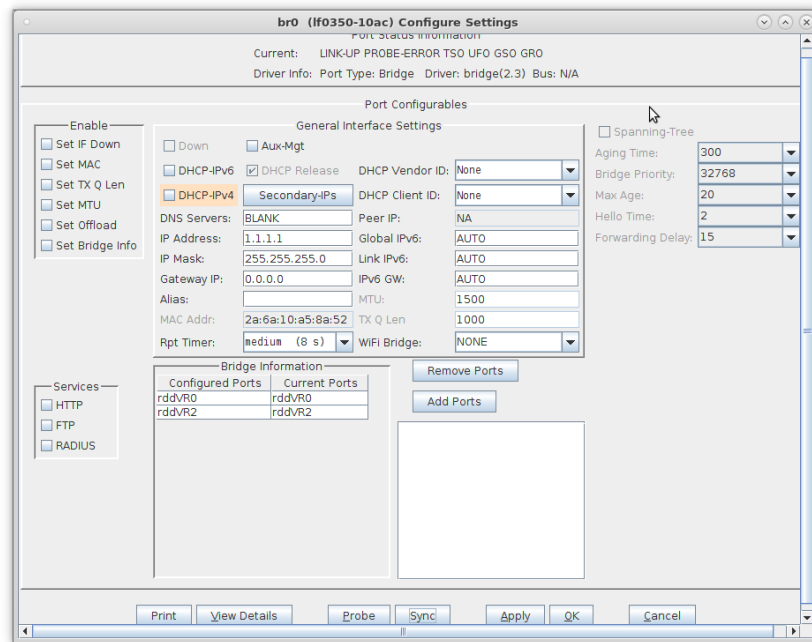 br0 (lf0350-10ac) Configure Settings
Port Status Information
Current: LINK-UP PROBE-ERROR TSO UFO GSO GRO
Driver Info: Port Type: Bridge Driver: bridge(2.3) Bus: N/A
Port Configurables
Enable
Set IF Down
Set MAC
Set TX Q Len
Set MTU
Set Offload
Set Bridge Info
General Interface Settings
Down Aux-Mgt
DHCP-IPv6 DHCP Release DHCP Vendor ID: None
DHCP-IPv4 Secondary-IPs DHCP Client ID: None
DNS Servers: BLANK Peer IP: NA
IP Address: 1.1.1.1 Global IPv6: AUTO
IP Mask: 255.255.255.0 Link IPv6: AUTO
Gateway IP: 0.0.0.0 IPv6 GW: AUTO
Alias: MTU: 1500
MAC Addr: 2a:6a:10:a5:8a:52 TX Q Len 1000
Rpt Timer: medium (8 s) WiFi Bridge: NONE
Spanning-Tree
Aging Time: 300
Bridge Priority: 32768
Max Age: 20
Hello Time: 2
Forwarding Delay: 15
Services
HTTP
FTP
RADIUS
Bridge Information
Configured Ports Current Ports
rddVR0 rddVR0
rddVR2 rddVR2
Remove Ports
Add Ports
Print View Details Probe Sync Apply OK Cancel